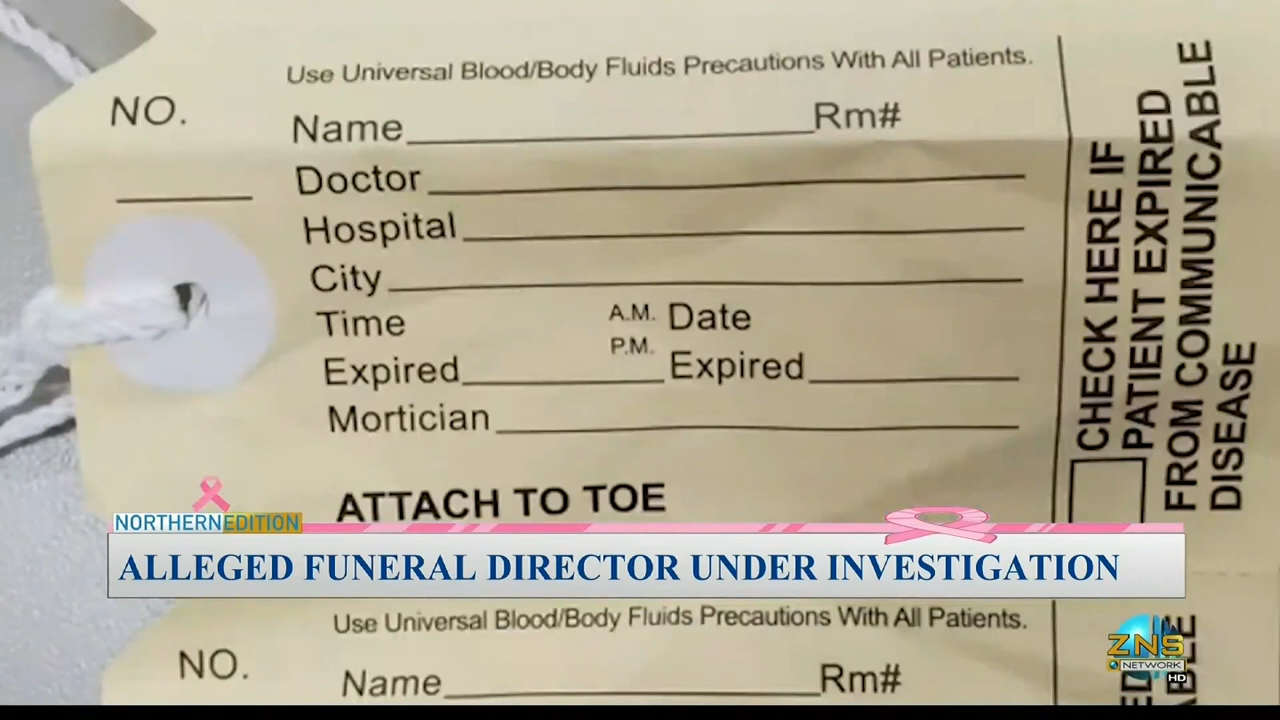 Use Universal Blood/Body Fluids Precautions With All Patients.
NO.
Name Rm#
Doctor
Hospital
City
Time A.M. Date
P.M.
Expired Expired
Mortician
ATTACH TO TOE
CHECK HERE IF
PATIENT EXPIRED
FROM COMMUNICABLE
DISEASE
NORTHERNEDITION
ALLEGED FUNERAL DIRECTOR UNDER INVESTIGATION
Use Universal Blood/Body Fluids Precautions With All Patients.
NO.
Name Rm#
ZNS
NETWORK
HD